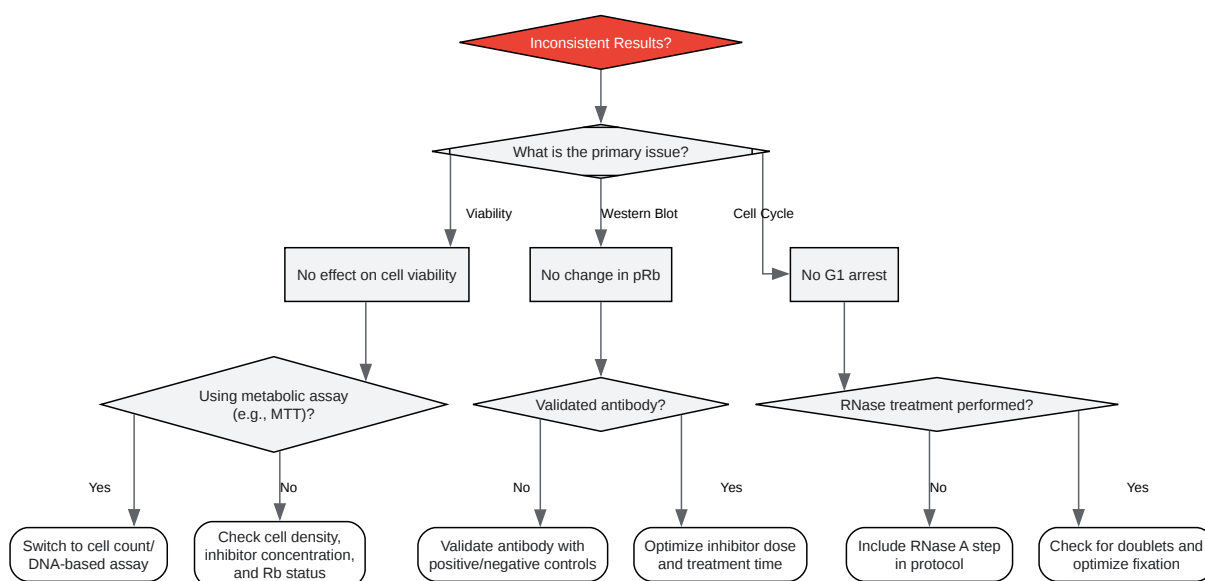 Inconsistent Results?
What is the primary issue?
Viability
Western Blot
Cell Cycle
No effect on cell viability
No change in pRb
No G1 arrest
Using metabolic assay
(e.g., MTT)?
Validated antibody?
RNase treatment performed?
Yes
No
No
Yes
No
Yes
Switch to cell count/
DNA-based assay
Check cell density,
inhibitor concentration,
and Rb status
Validate antibody with
positive/negative controls
Optimize inhibitor dose
and treatment time
Include RNase A step
in protocol
Check for doublets and
optimize fixation